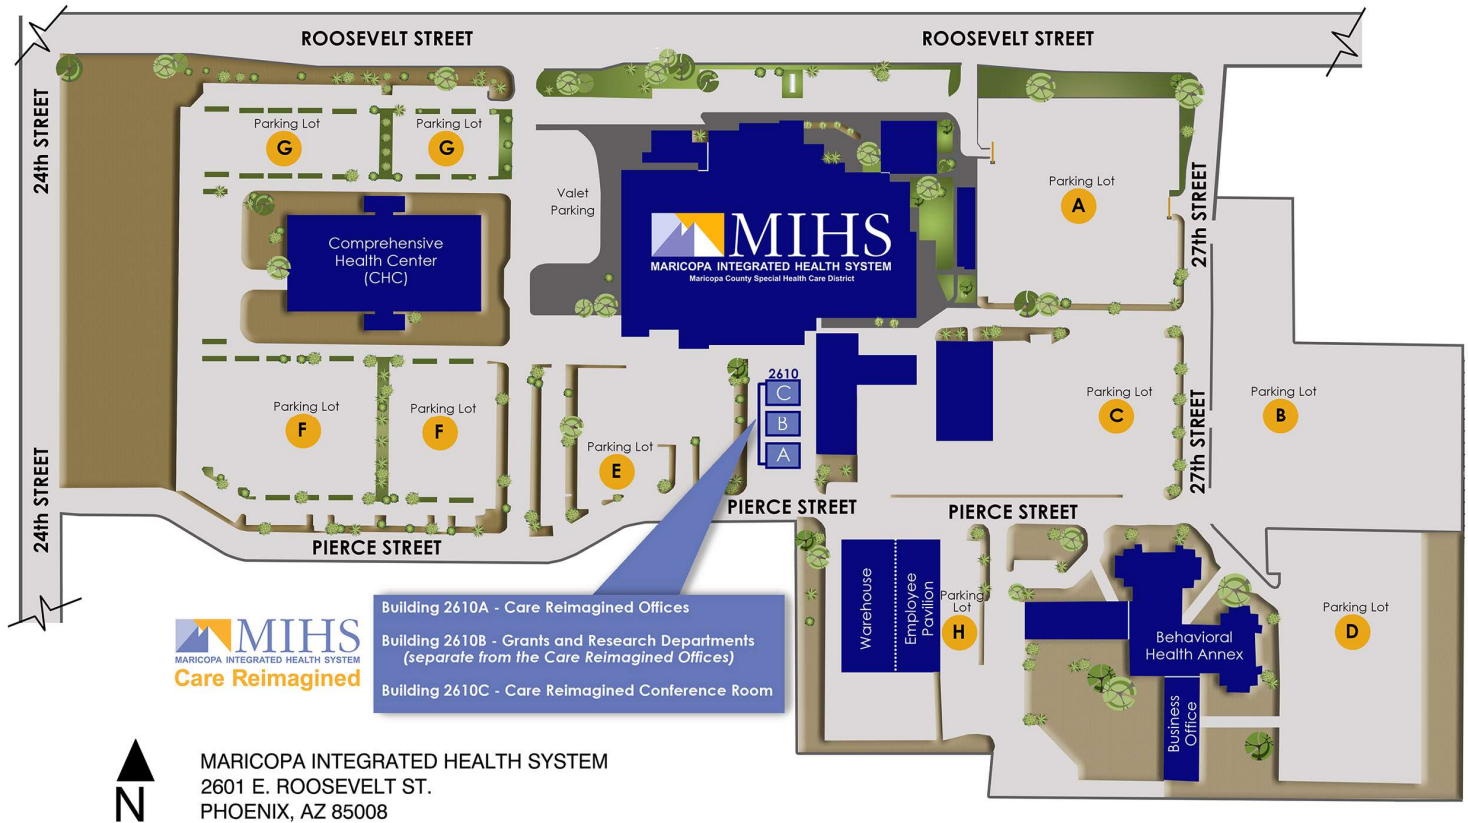 ROOSEVELT STREET
ROOSEVELT STREET
24th STREET
Parking Lot
G
Parking Lot
G
Valet
Parking
Parking Lot
A
27th STREET
Comprehensive
Health Center
(CHC)
MIHS
MARICOPA INTEGRATED HEALTH SYSTEM
Maricopa County Special Health Care District
2610
C
B
A
Parking Lot
F
Parking Lot
F
Parking Lot
E
Parking Lot
C
Parking Lot
B
27th STREET
24th STREET
PIERCE STREET
PIERCE STREET
PIERCE STREET
Warehouse
Employee
Pavilion
Parking
Lot
H
Behavioral
Health Annex
Business
Office
Parking Lot
D
Building 2610A - Care Reimagined Offices
Building 2610B - Grants and Research Departments
(separate from the Care Reimagined Offices)
Building 2610C - Care Reimagined Conference Room
MIHS
MARICOPA INTEGRATED HEALTH SYSTEM
Care Reimagined
N
MARICOPA INTEGRATED HEALTH SYSTEM
2601 E. ROOSEVELT ST.
PHOENIX, AZ 85008